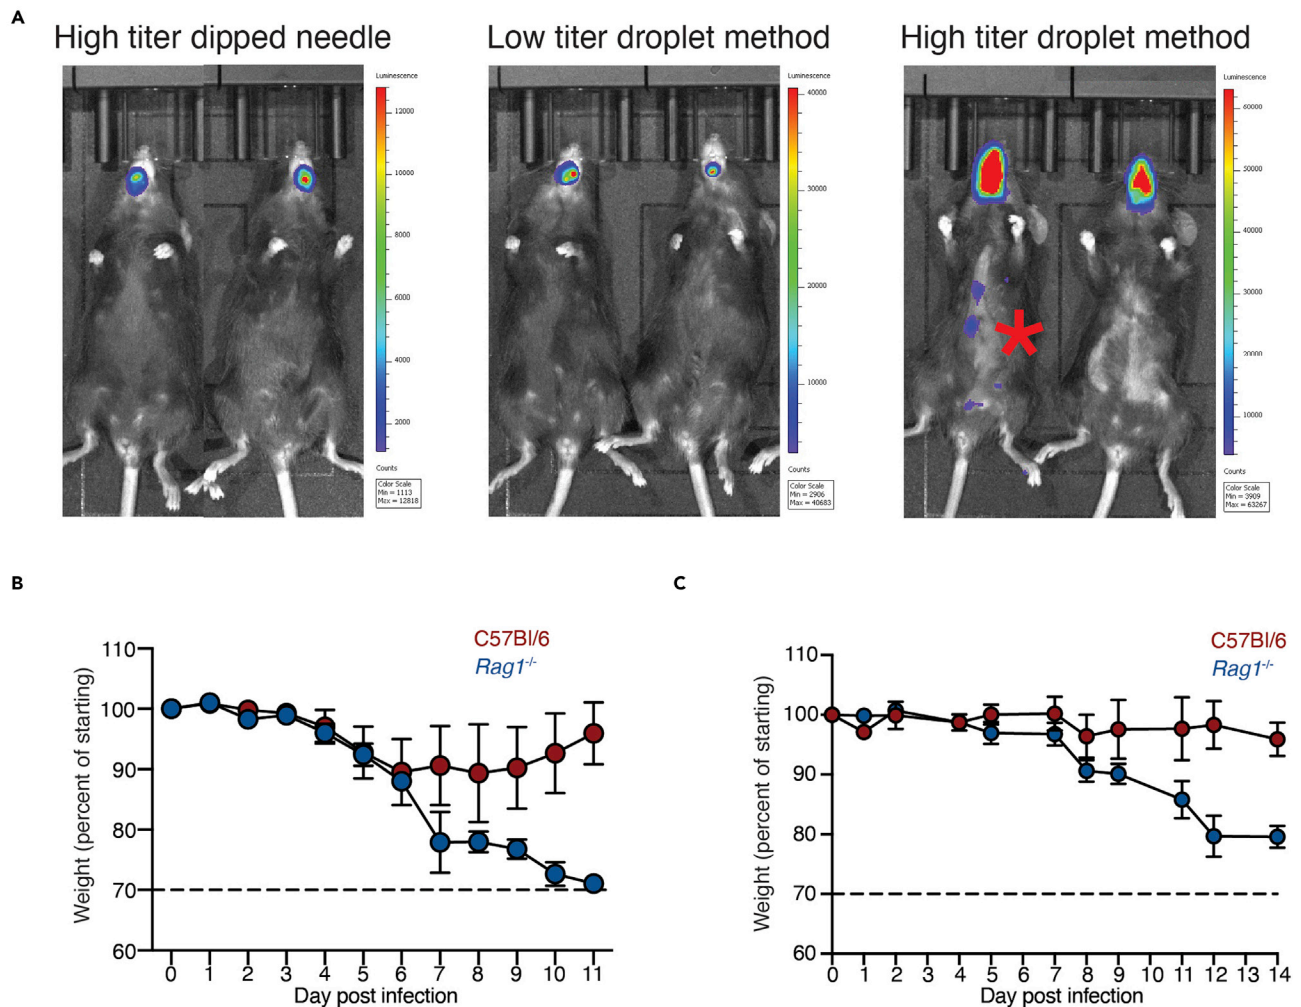 A
High titer dipped needle
Low titer droplet method
High titer droplet method
Luminescence
12000
10000
8000
6000
4000
2000
Counts
Color Scale
Min = 1113
Max = 12818
Luminescence
40000
30000
20000
10000
Counts
Color Scale
Min = 2906
Max = 40683
Luminescence
60000
50000
40000
30000
20000
10000
Counts
Color Scale
Min = 3909
Max = 63267
*
B
C57Bl/6
Rag1-/-
Weight (percent of starting)
110
100
90
80
70
60
0 1 2 3 4 5 6 7 8 9 10 11
Day post infection
C
C57Bl/6
Rag1-/-
Weight (percent of starting)
110
100
90
80
70
60
0 1 2 3 4 5 6 7 8 9 10 11 12 13 14
Day post infection